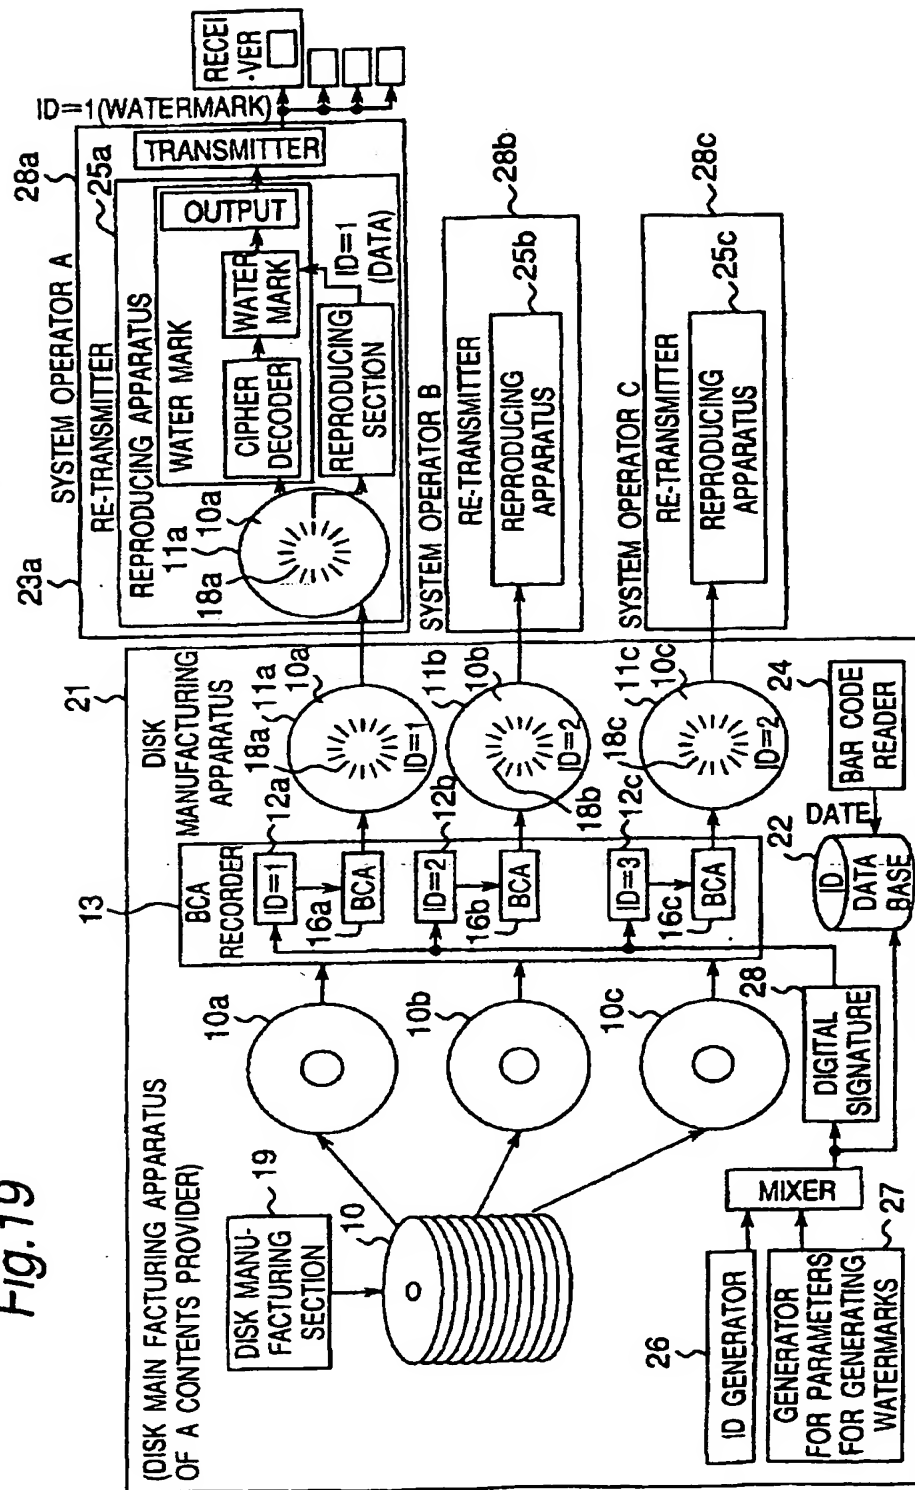 Fig. 19
(DISK MAIN FACTURING APPARATUS
OF A CONTENTS PROVIDER)
DISK MANU-
FACTURING
SECTION
19
10
26
ID GENERATOR
GENERATOR
FOR PARAMETERS
FOR GENERATING
WATERMARKS
27
MIXER
DIGITAL
SIGNATURE
28
10a
10b
10c
13
BCA
RECORDER
ID=1
12a
16a
BCA
ID=2
12b
16b
BCA
ID=3
12c
16c
BCA
21
DISK
MANUFACTURING
APPARATUS
18a
11a
10a
ID=1
11b
10b
ID=2
18b
18c
11c
10c
ID=2
DATE
22
ID
DATA
BASE
BAR CODE
READER
24
23a
SYSTEM OPERATOR A
28a
RE-TRANSMITTER
25a
REPRODUCING APPARATUS
WATER MARK
11a
10a
18a
CIPHER
DECODER
WATER
MARK
OUTPUT
REPRODUCING
SECTION
ID=1
(DATA)
TRANSMITTER
ID=1(WATERMARK)
RECEI
-VER
SYSTEM OPERATOR B
RE-TRANSMITTER
REPRODUCING
APPARATUS
25b
28b
SYSTEM OPERATOR C
RE-TRANSMITTER
REPRODUCING
APPARATUS
25c
28c